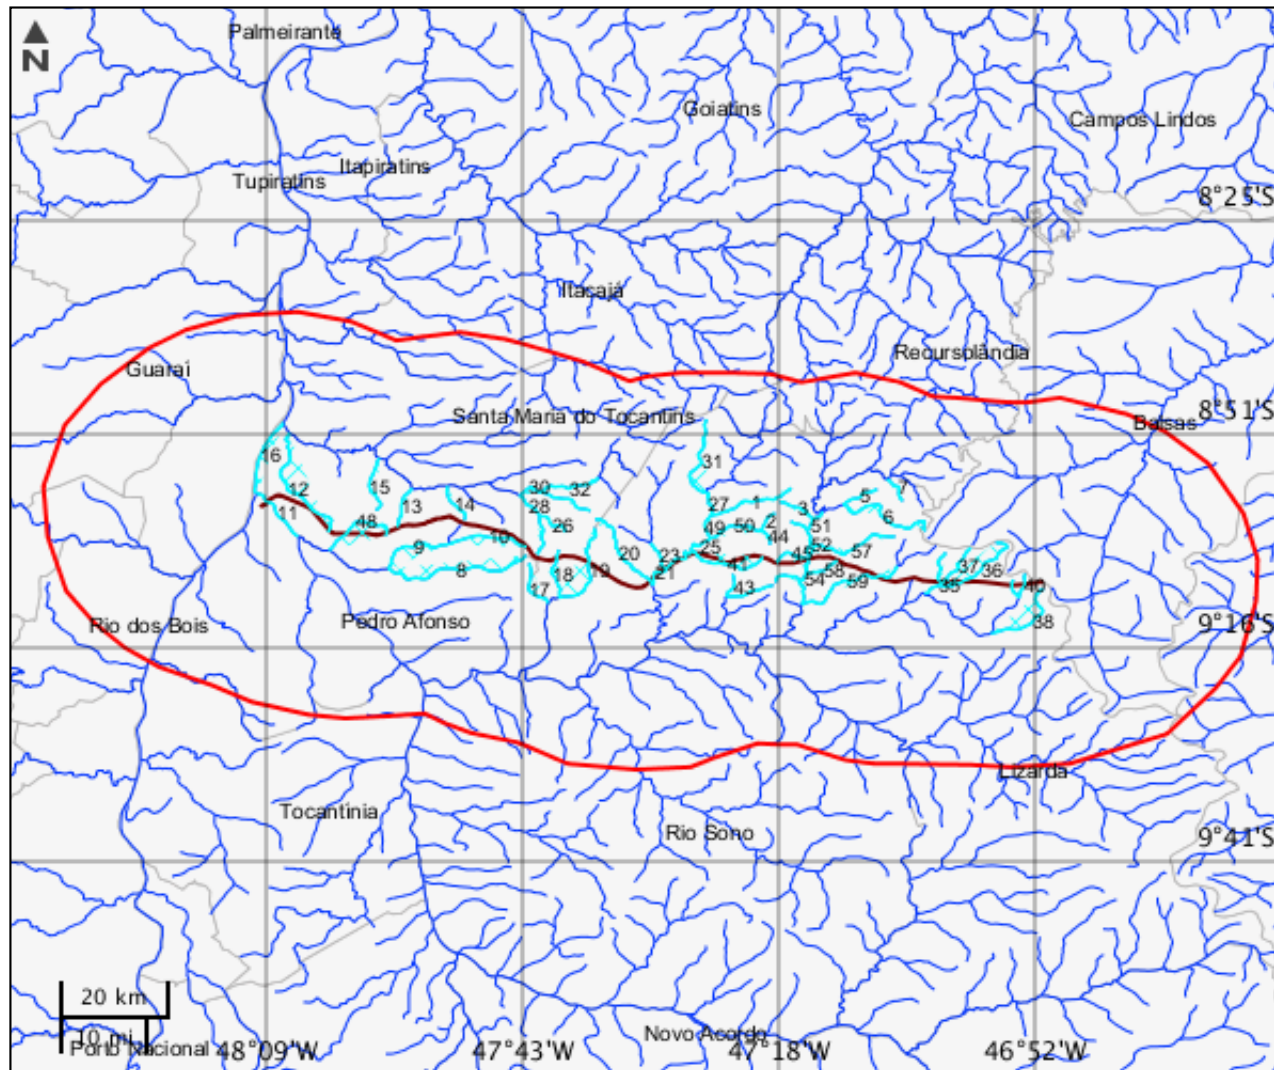 Palmeirante
N
Goiatins
Campos Lindos
Itapiratins
Tupiratins
8°25'S
Itacajá
Recursolândia
Guaraí
Santa Maria do Tocantins
8°51'S
Balsas
16
31
12
15
30
32
5
7
11
13
14
28
27
1
3
6
48
26
49
50
2
51
9
10
44
20
23
25
45
52
57
8
18
19
21
41
58
37
36
17
43
54
59
35
40
Rio dos Bois
Pedro Afonso
9°16'S
38
Lizarda
Tocantínia
Rio Sono
9°41'S
20 km
10 mi
Novo Acordo
Porto Nacional
48°09'W
47°43'W
47°18'W
46°52'W